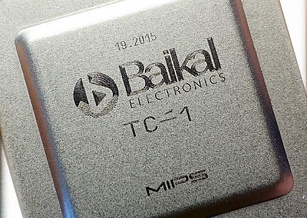 19.2015
Baikal
ELECTRONICS
TC-1
MIPS